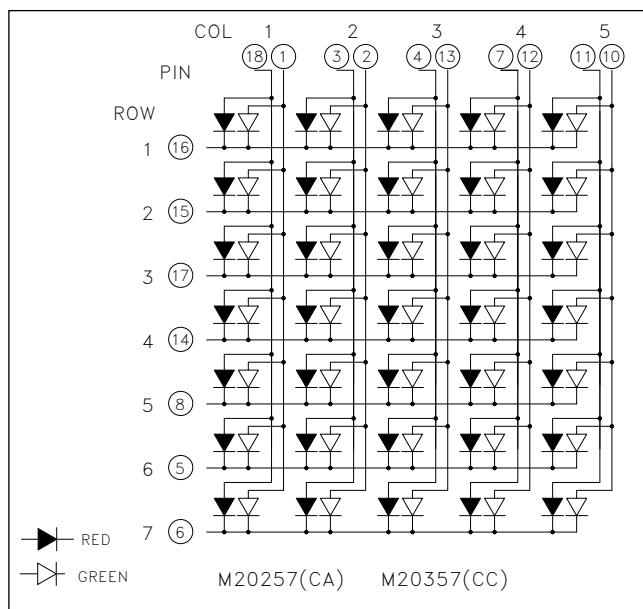 COL 1 2 3 4 5
PIN 18 1 3 2 4 13 7 12 11 10
ROW
1 16
2 15
3 17
4 14
5 8
6 5
7 6
RED
GREEN
M20257(CA) M20357(CC)